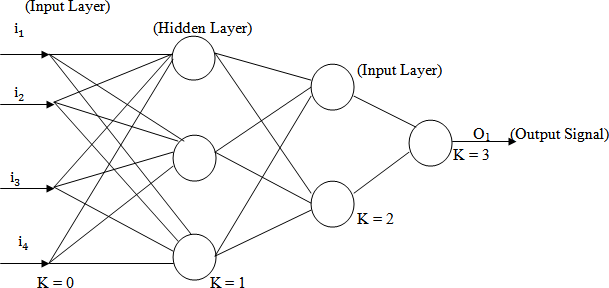 (Input Layer)
(Hidden Layer)
(Input Layer)
i1
i2
i3
i4
O1 (Output Signal)
K = 0
K = 1
K = 2
K = 3